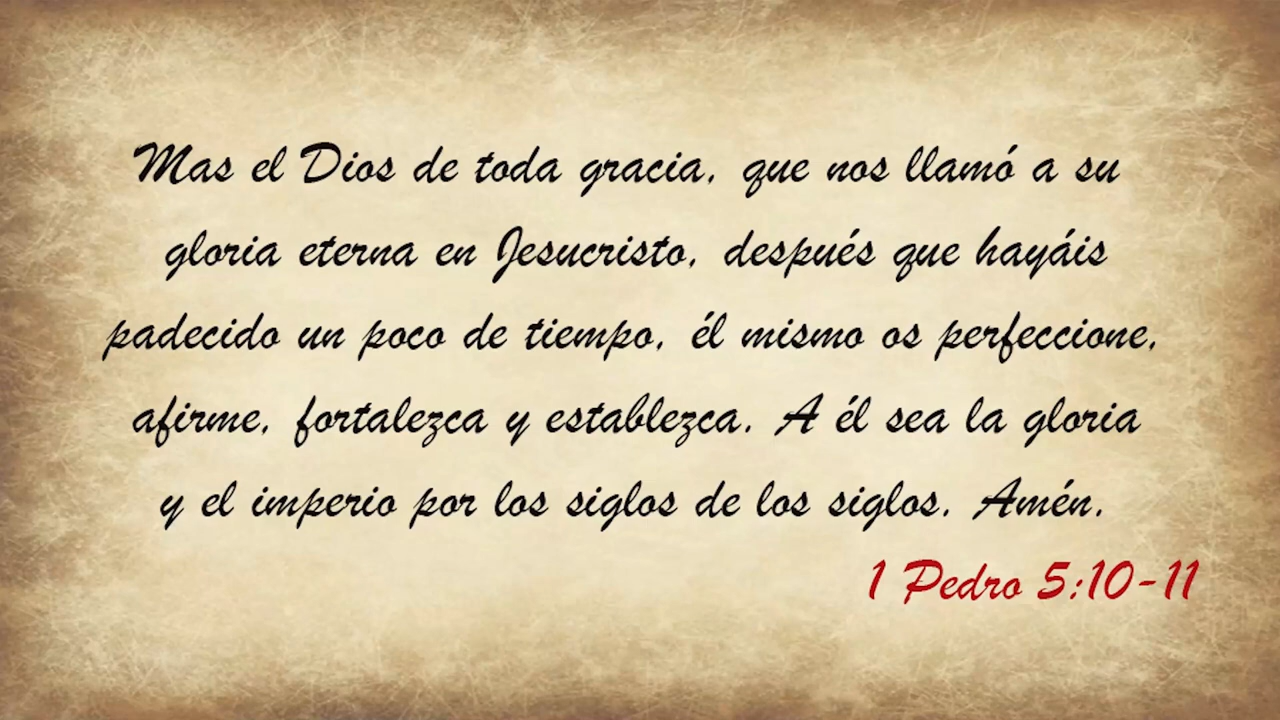 Mas el Dios de toda gracia, que nos llamó a su
gloria eterna en Jesucristo, después que hayáis
padecido un poco de tiempo, él mismo os perfeccione,
afirme, fortalezca y establezca. A él sea la gloria
y el imperio por los siglos de los siglos. Amén.
1 Pedro 5:10-11